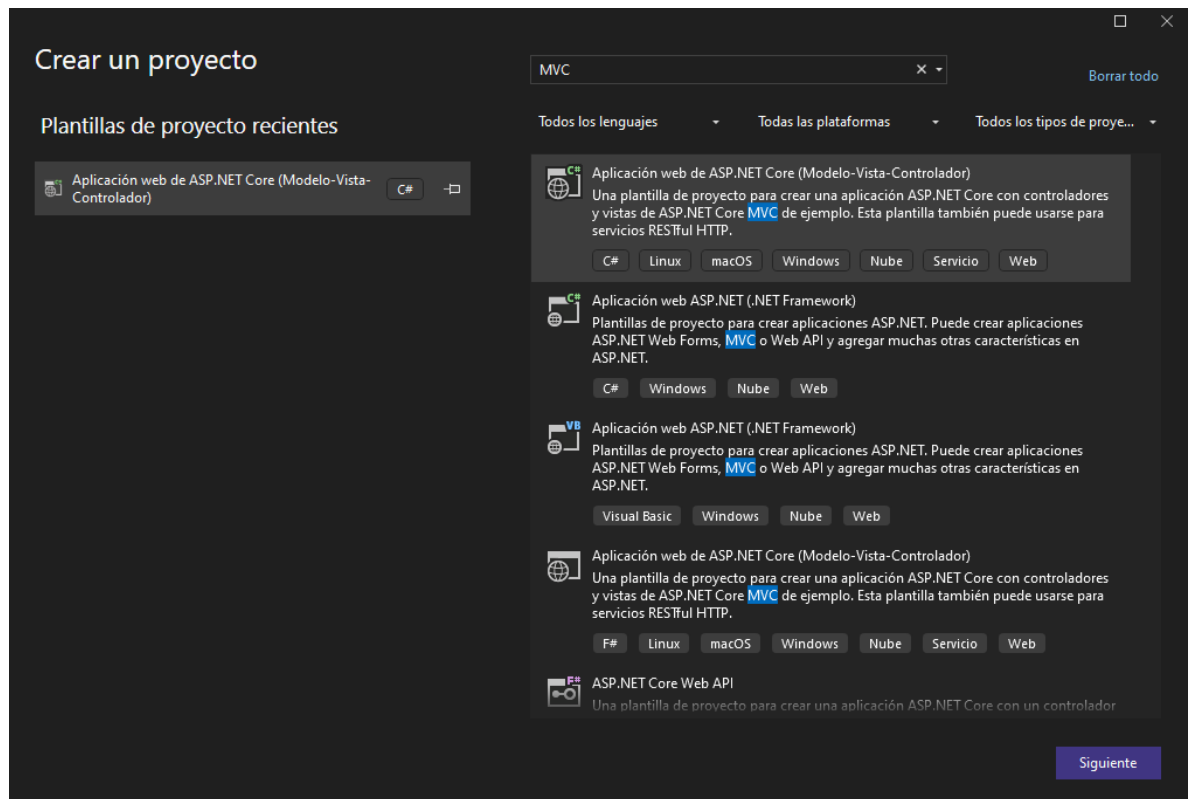 Crear un proyecto
MVC
Borrar todo
Plantillas de proyecto recientes
Todos los lenguajes
Todas las plataformas
Todos los tipos de proye...
Aplicación web de ASP.NET Core (Modelo-Vista-
Controlador)
C#
C#
Aplicación web de ASP.NET Core (Modelo-Vista-Controlador)
Una plantilla de proyecto para crear una aplicación ASP.NET Core con controladores
y vistas de ASP.NET Core MVC de ejemplo. Esta plantilla también puede usarse para
servicios RESTful HTTP.
C# Linux macOS Windows Nube Servicio Web
C#
Aplicación web ASP.NET (.NET Framework)
Plantillas de proyecto para crear aplicaciones ASP.NET. Puede crear aplicaciones
ASP.NET Web Forms, MVC o Web API y agregar muchas otras características en
ASP.NET.
C# Windows Nube Web
VB
Aplicación web ASP.NET (.NET Framework)
Plantillas de proyecto para crear aplicaciones ASP.NET. Puede crear aplicaciones
ASP.NET Web Forms, MVC o Web API y agregar muchas otras características en
ASP.NET.
Visual Basic Windows Nube Web
Aplicación web de ASP.NET Core (Modelo-Vista-Controlador)
Una plantilla de proyecto para crear una aplicación ASP.NET Core con controladores
y vistas de ASP.NET Core MVC de ejemplo. Esta plantilla también puede usarse para
servicios RESTful HTTP.
F# Linux macOS Windows Nube Servicio Web
F#
ASP.NET Core Web API
Una plantilla de proyecto para crear una aplicación ASP.NET Core con un controlador
Siguiente